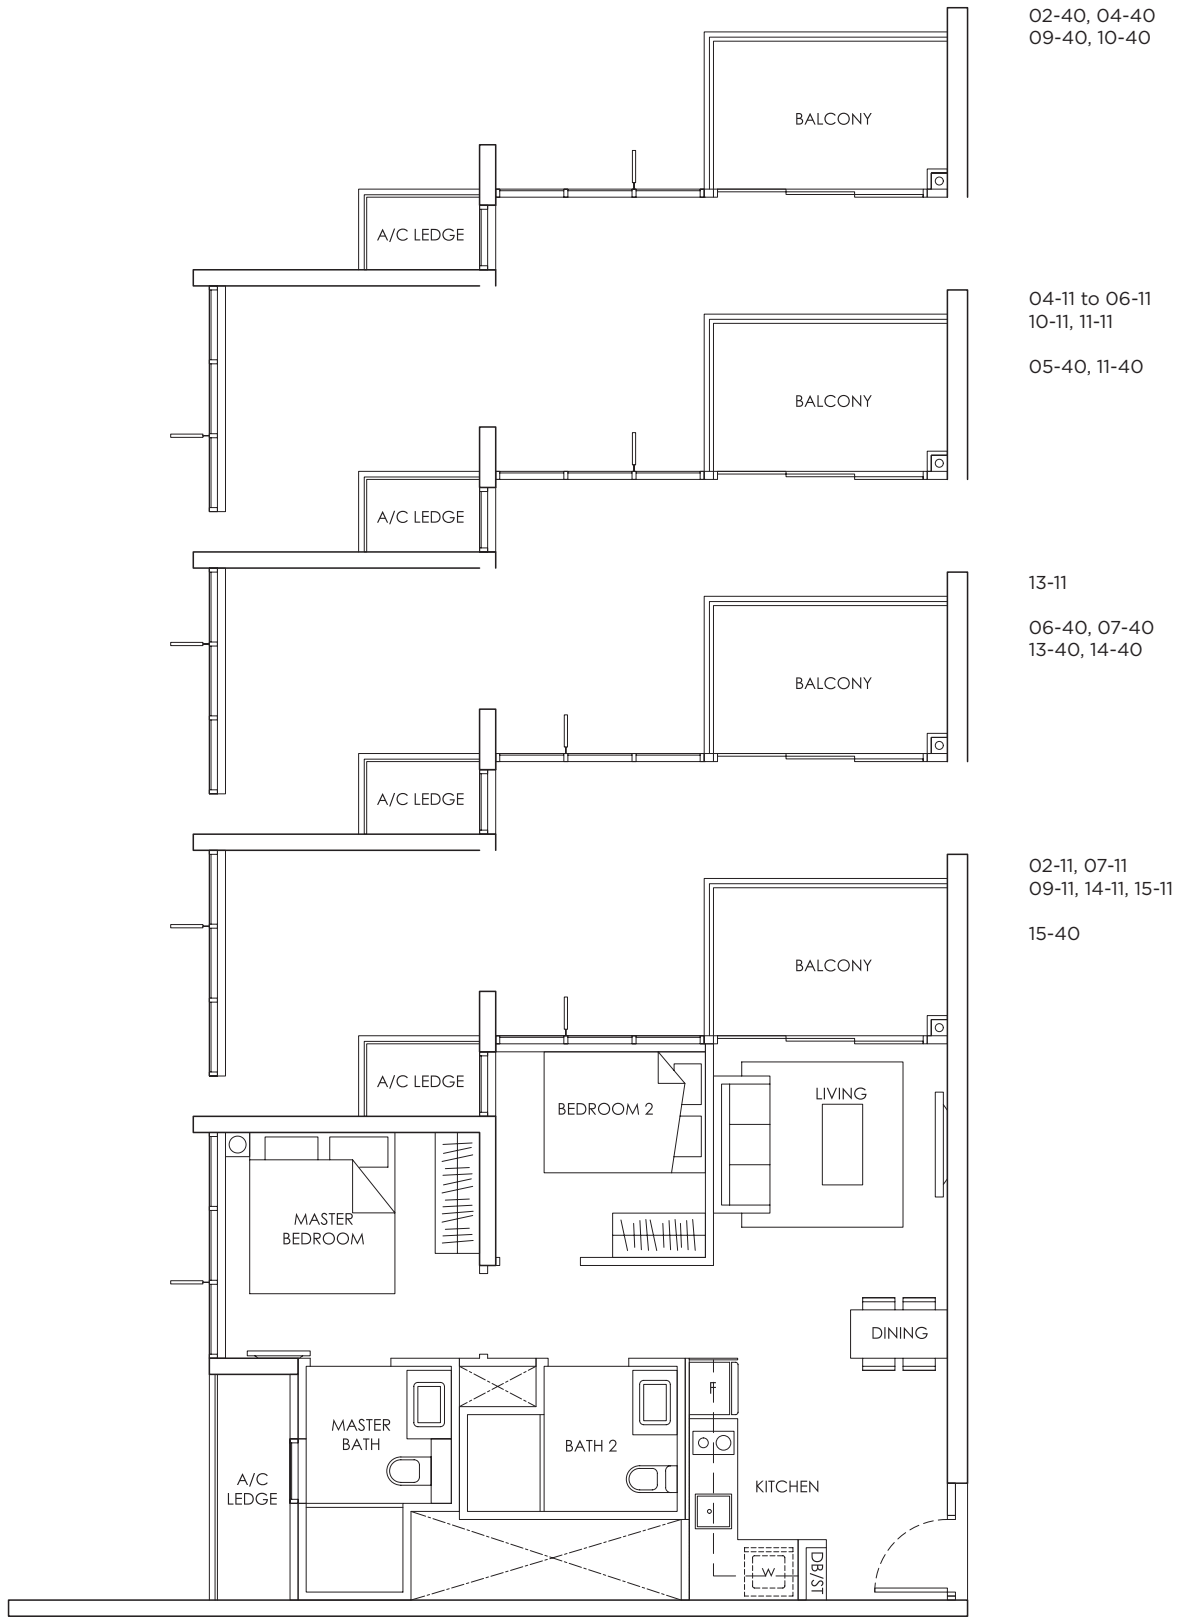 02-40, 04-40
09-40, 10-40
BALCONY
A/C LEDGE
04-11 to 06-11
10-11, 11-11
05-40, 11-40
BALCONY
A/C LEDGE
13-11
06-40, 07-40
13-40, 14-40
BALCONY
A/C LEDGE
02-11, 07-11
09-11, 14-11, 15-11
15-40
BALCONY
A/C LEDGE
BEDROOM 2
LIVING
MASTER
BEDROOM
DINING
F
MASTER
BATH
BATH 2
A/C
LEDGE
KITCHEN
W
DB/ST